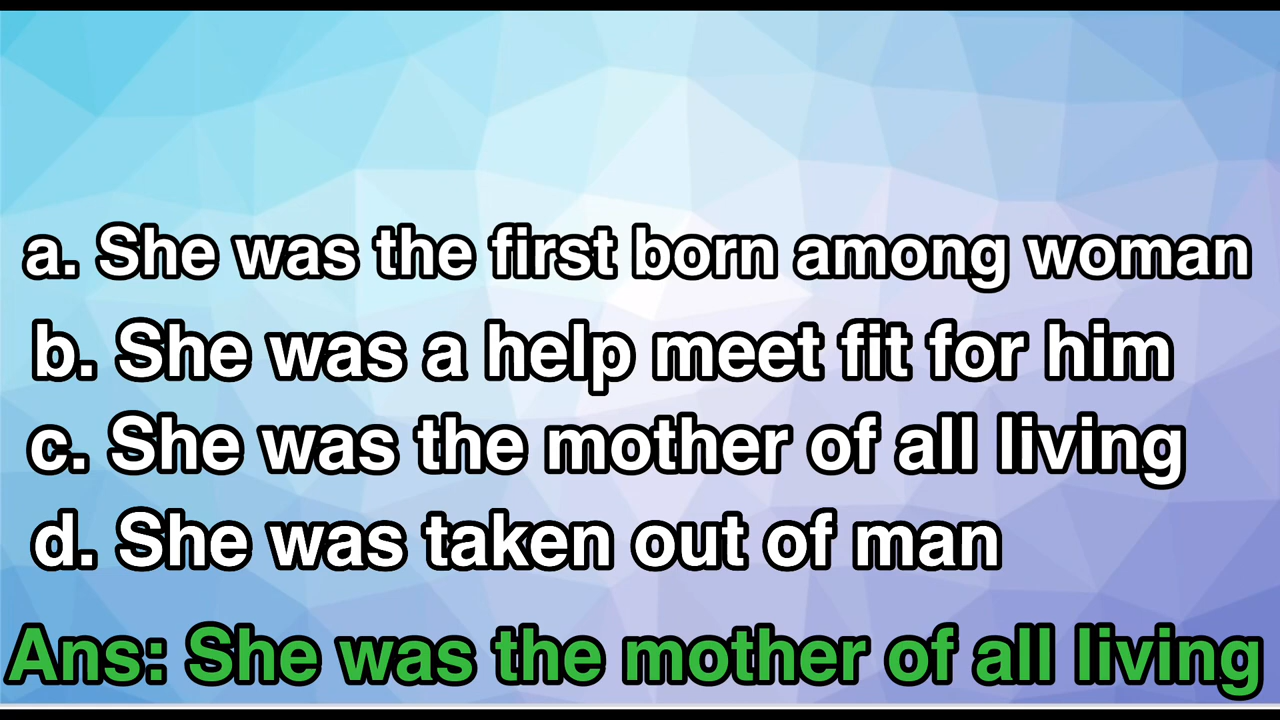 a. She was the first born among woman
b. She was a help meet fit for him
c. She was the mother of all living
d. She was taken out of man
Ans: She was the mother of all living